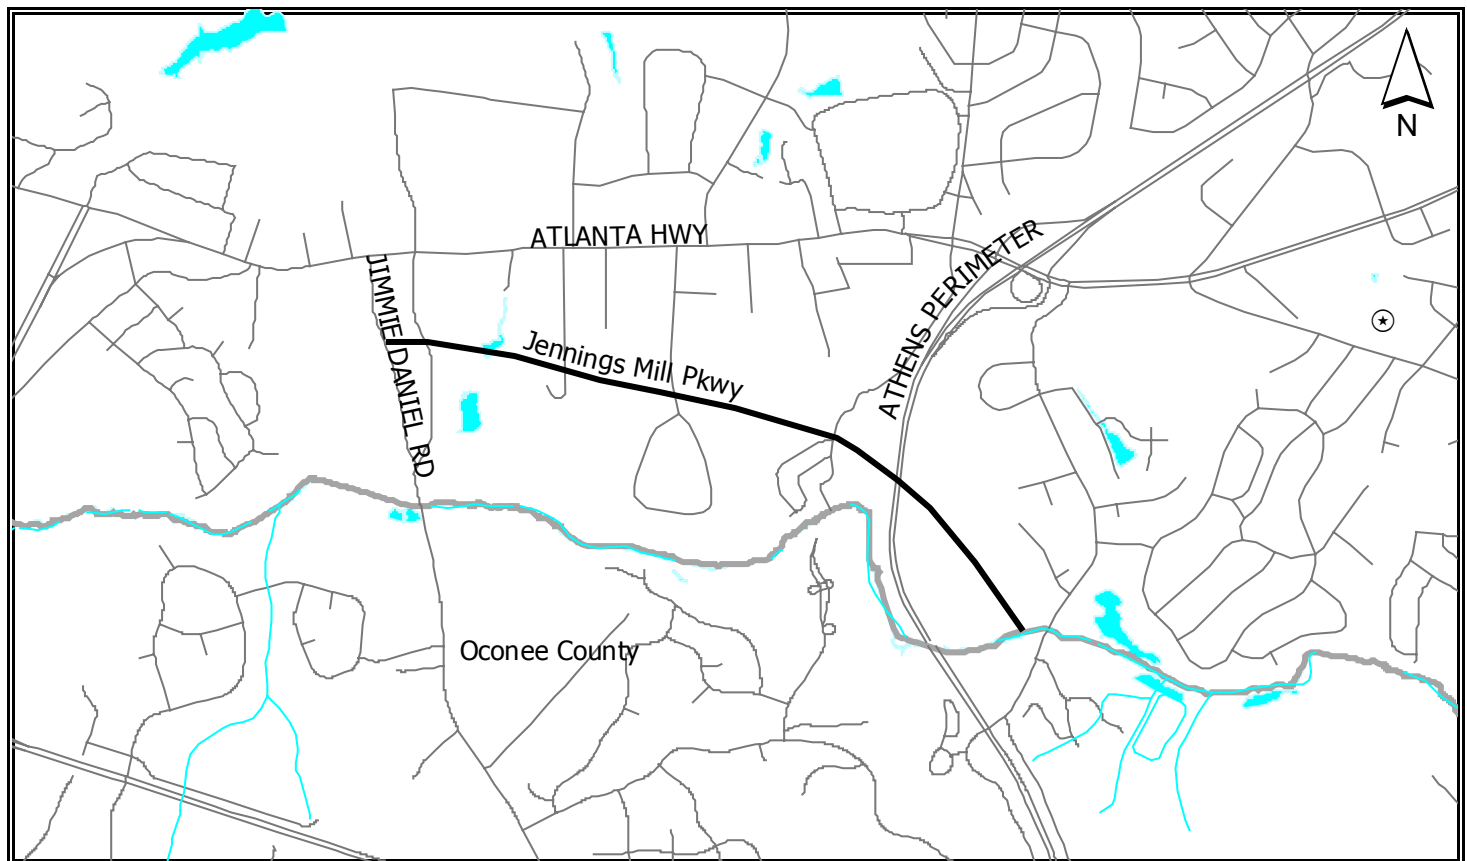 N
ATLANTA HWY
ATHENS PERIMETER
JIMMIE DANIEL RD
Jennings Mill Pkwy
Oconee County